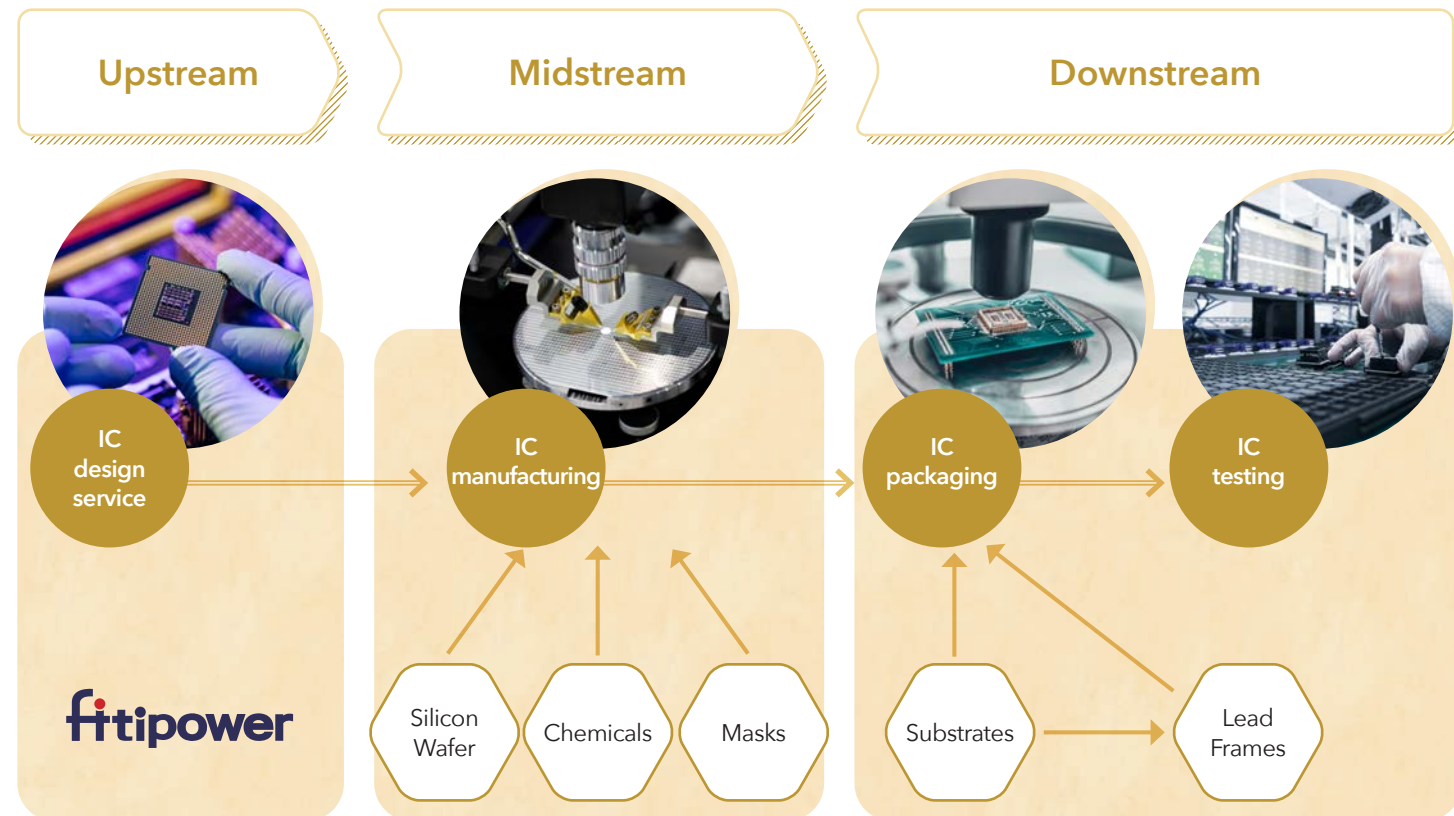 Upstream
Midstream
Downstream
IC
design
service
IC
manufacturing
IC
packaging
IC
testing
fitipower
Silicon
Wafer
Chemicals
Masks
Substrates
Lead
Frames